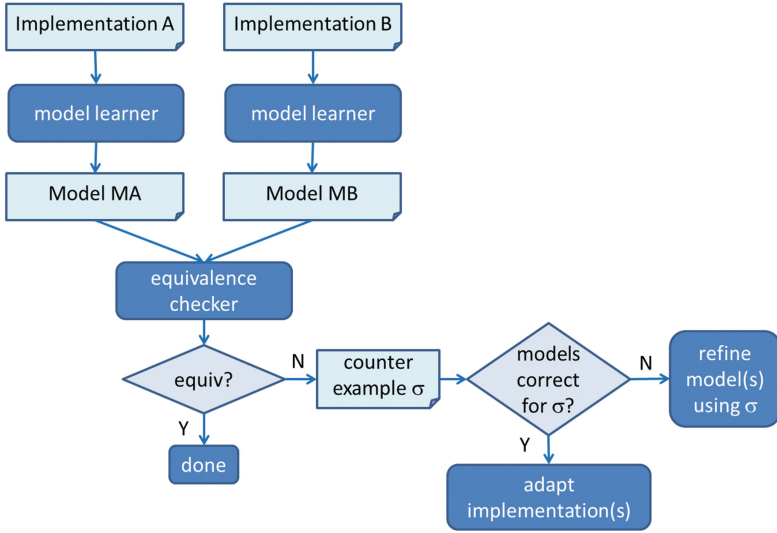 Implementation A
Implementation B
model learner
model learner
Model MA
Model MB
equivalence
checker
equiv?
N
Y
done
counter
example σ
models
correct
for σ?
N
Y
refine
model(s)
using σ
adapt
implementation(s)